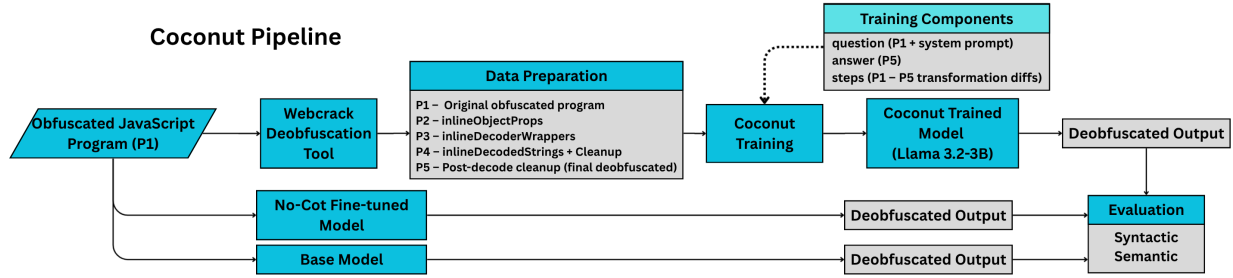 Coconut Pipeline
Training Components
question (P1 + system prompt)
answer (P5)
steps (P1 – P5 transformation diffs)
Obfuscated JavaScript
Program (P1)
Webcrack
Deobfuscation
Tool
Data Preparation
P1 – Original obfuscated program
P2 – inlineObjectProps
P3 – inlineDecoderWrappers
P4 – inlineDecodedStrings + Cleanup
P5 – Post-decode cleanup (final deobfuscated)
Coconut
Training
Coconut Trained
Model
(Llama 3.2-3B)
Deobfuscated Output
No-Cot Fine-tuned
Model
Deobfuscated Output
Base Model
Deobfuscated Output
Evaluation
Syntactic
Semantic